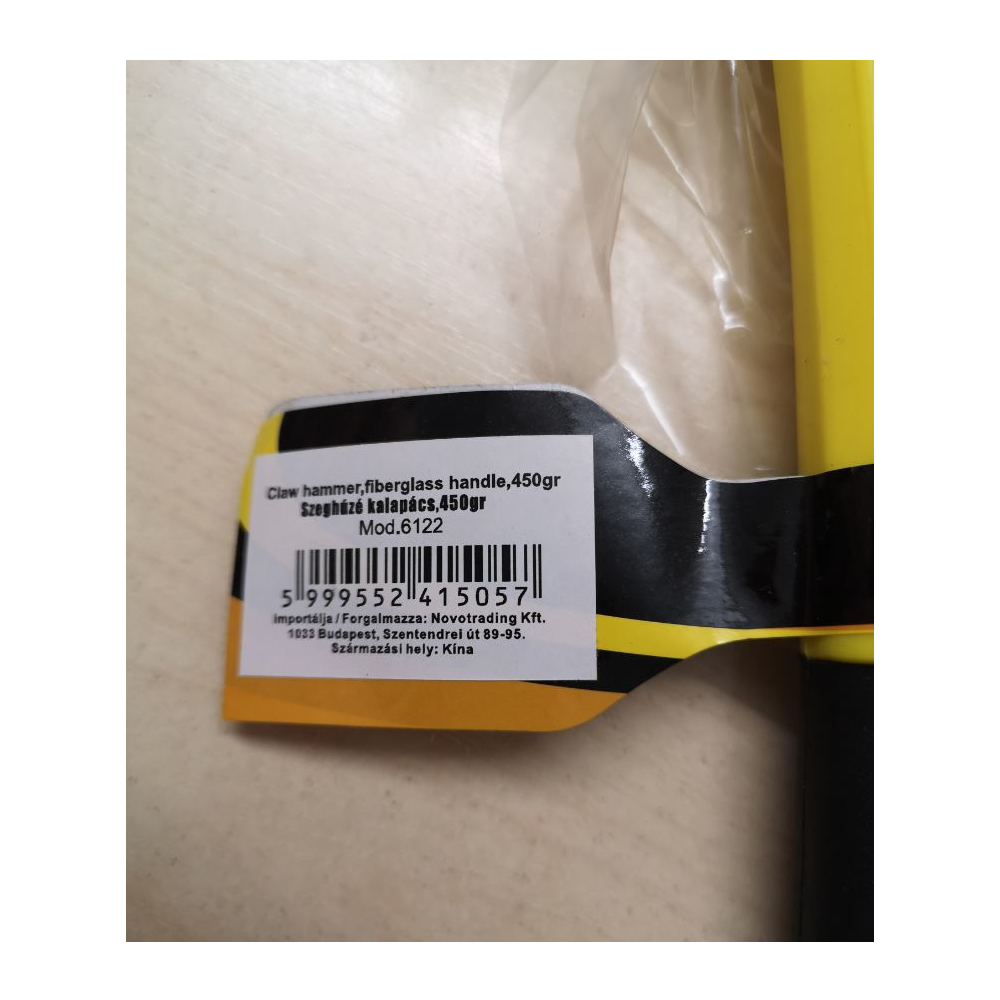 Claw hammer,fiberglass handle,450gr
Szeghúzé kalapács,450gr
Mod.6122
5 999552 415057
Importálja / Forgalmazza: Novotrading Kft.
1033 Budapest, Szentendrei út 89-95.
Származási hely: Kína